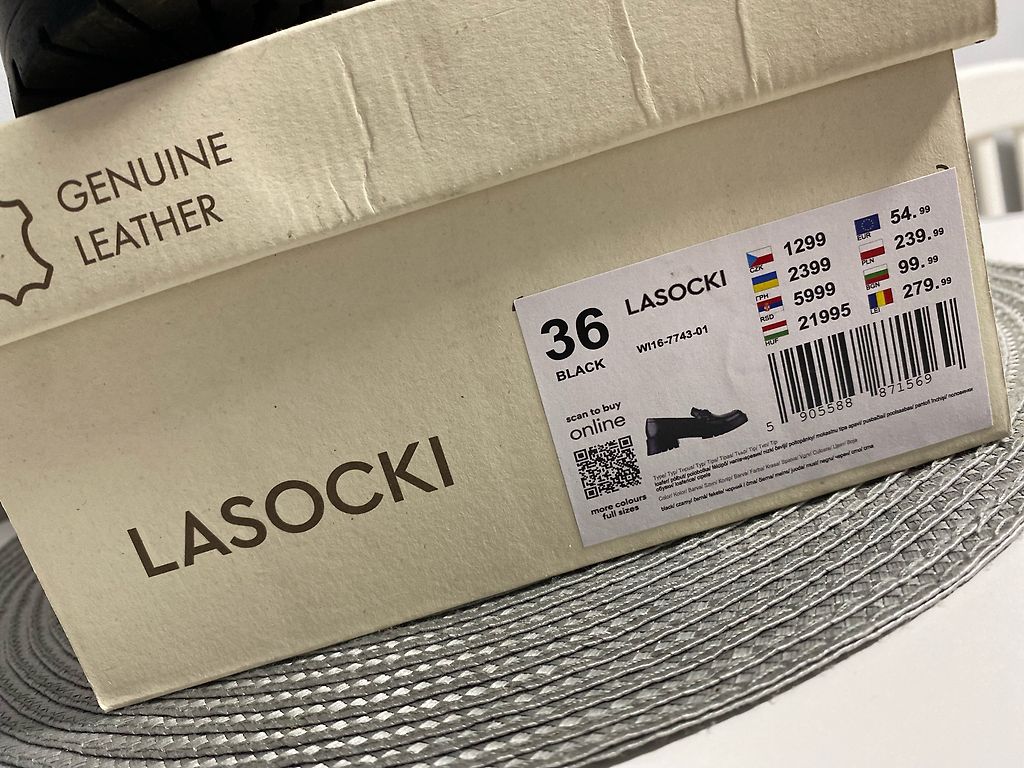 GENUINE
LEATHER
LASOCKI
36
BLACK
LASOCKI
WI16-7743-01
CZK 1299
ГРН 2399
RSD 5999
HUF 21995
EUR 54.99
PLN 239.99
BGN 99.99
LEI 279.99
5 905588 871569
scan to buy
online
more colours
full sizes